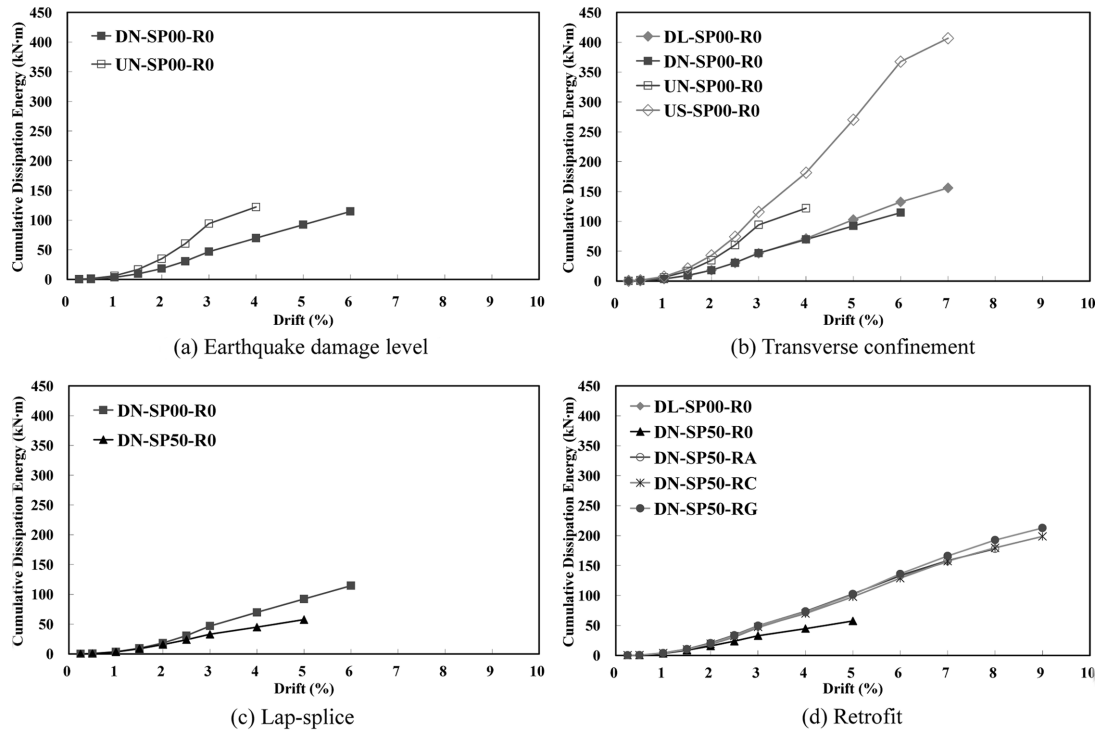 450
400
350
300
250
200
150
100
50
0
Cumulative Dissipation Energy (kN·m)
DN-SP00-R0
UN-SP00-R0
0 1 2 3 4 5 6 7 8 9 10
Drift (%)
(a) Earthquake damage level
450
400
350
300
250
200
150
100
50
0
Cumulative Dissipation Energy (kN·m)
DL-SP00-R0
DN-SP00-R0
UN-SP00-R0
US-SP00-R0
0 1 2 3 4 5 6 7 8 9 10
Drift (%)
(b) Transverse confinement
450
400
350
300
250
200
150
100
50
0
Cumulative Dissipation Energy (kN·m)
DN-SP00-R0
DN-SP50-R0
0 1 2 3 4 5 6 7 8 9 10
Drift (%)
(c) Lap-splice
450
400
350
300
250
200
150
100
50
0
Cumulative Dissipation Energy (kN·m)
DL-SP00-R0
DN-SP50-R0
DN-SP50-RA
DN-SP50-RC
DN-SP50-RG
0 1 2 3 4 5 6 7 8 9 10
Drift (%)
(d) Retrofit